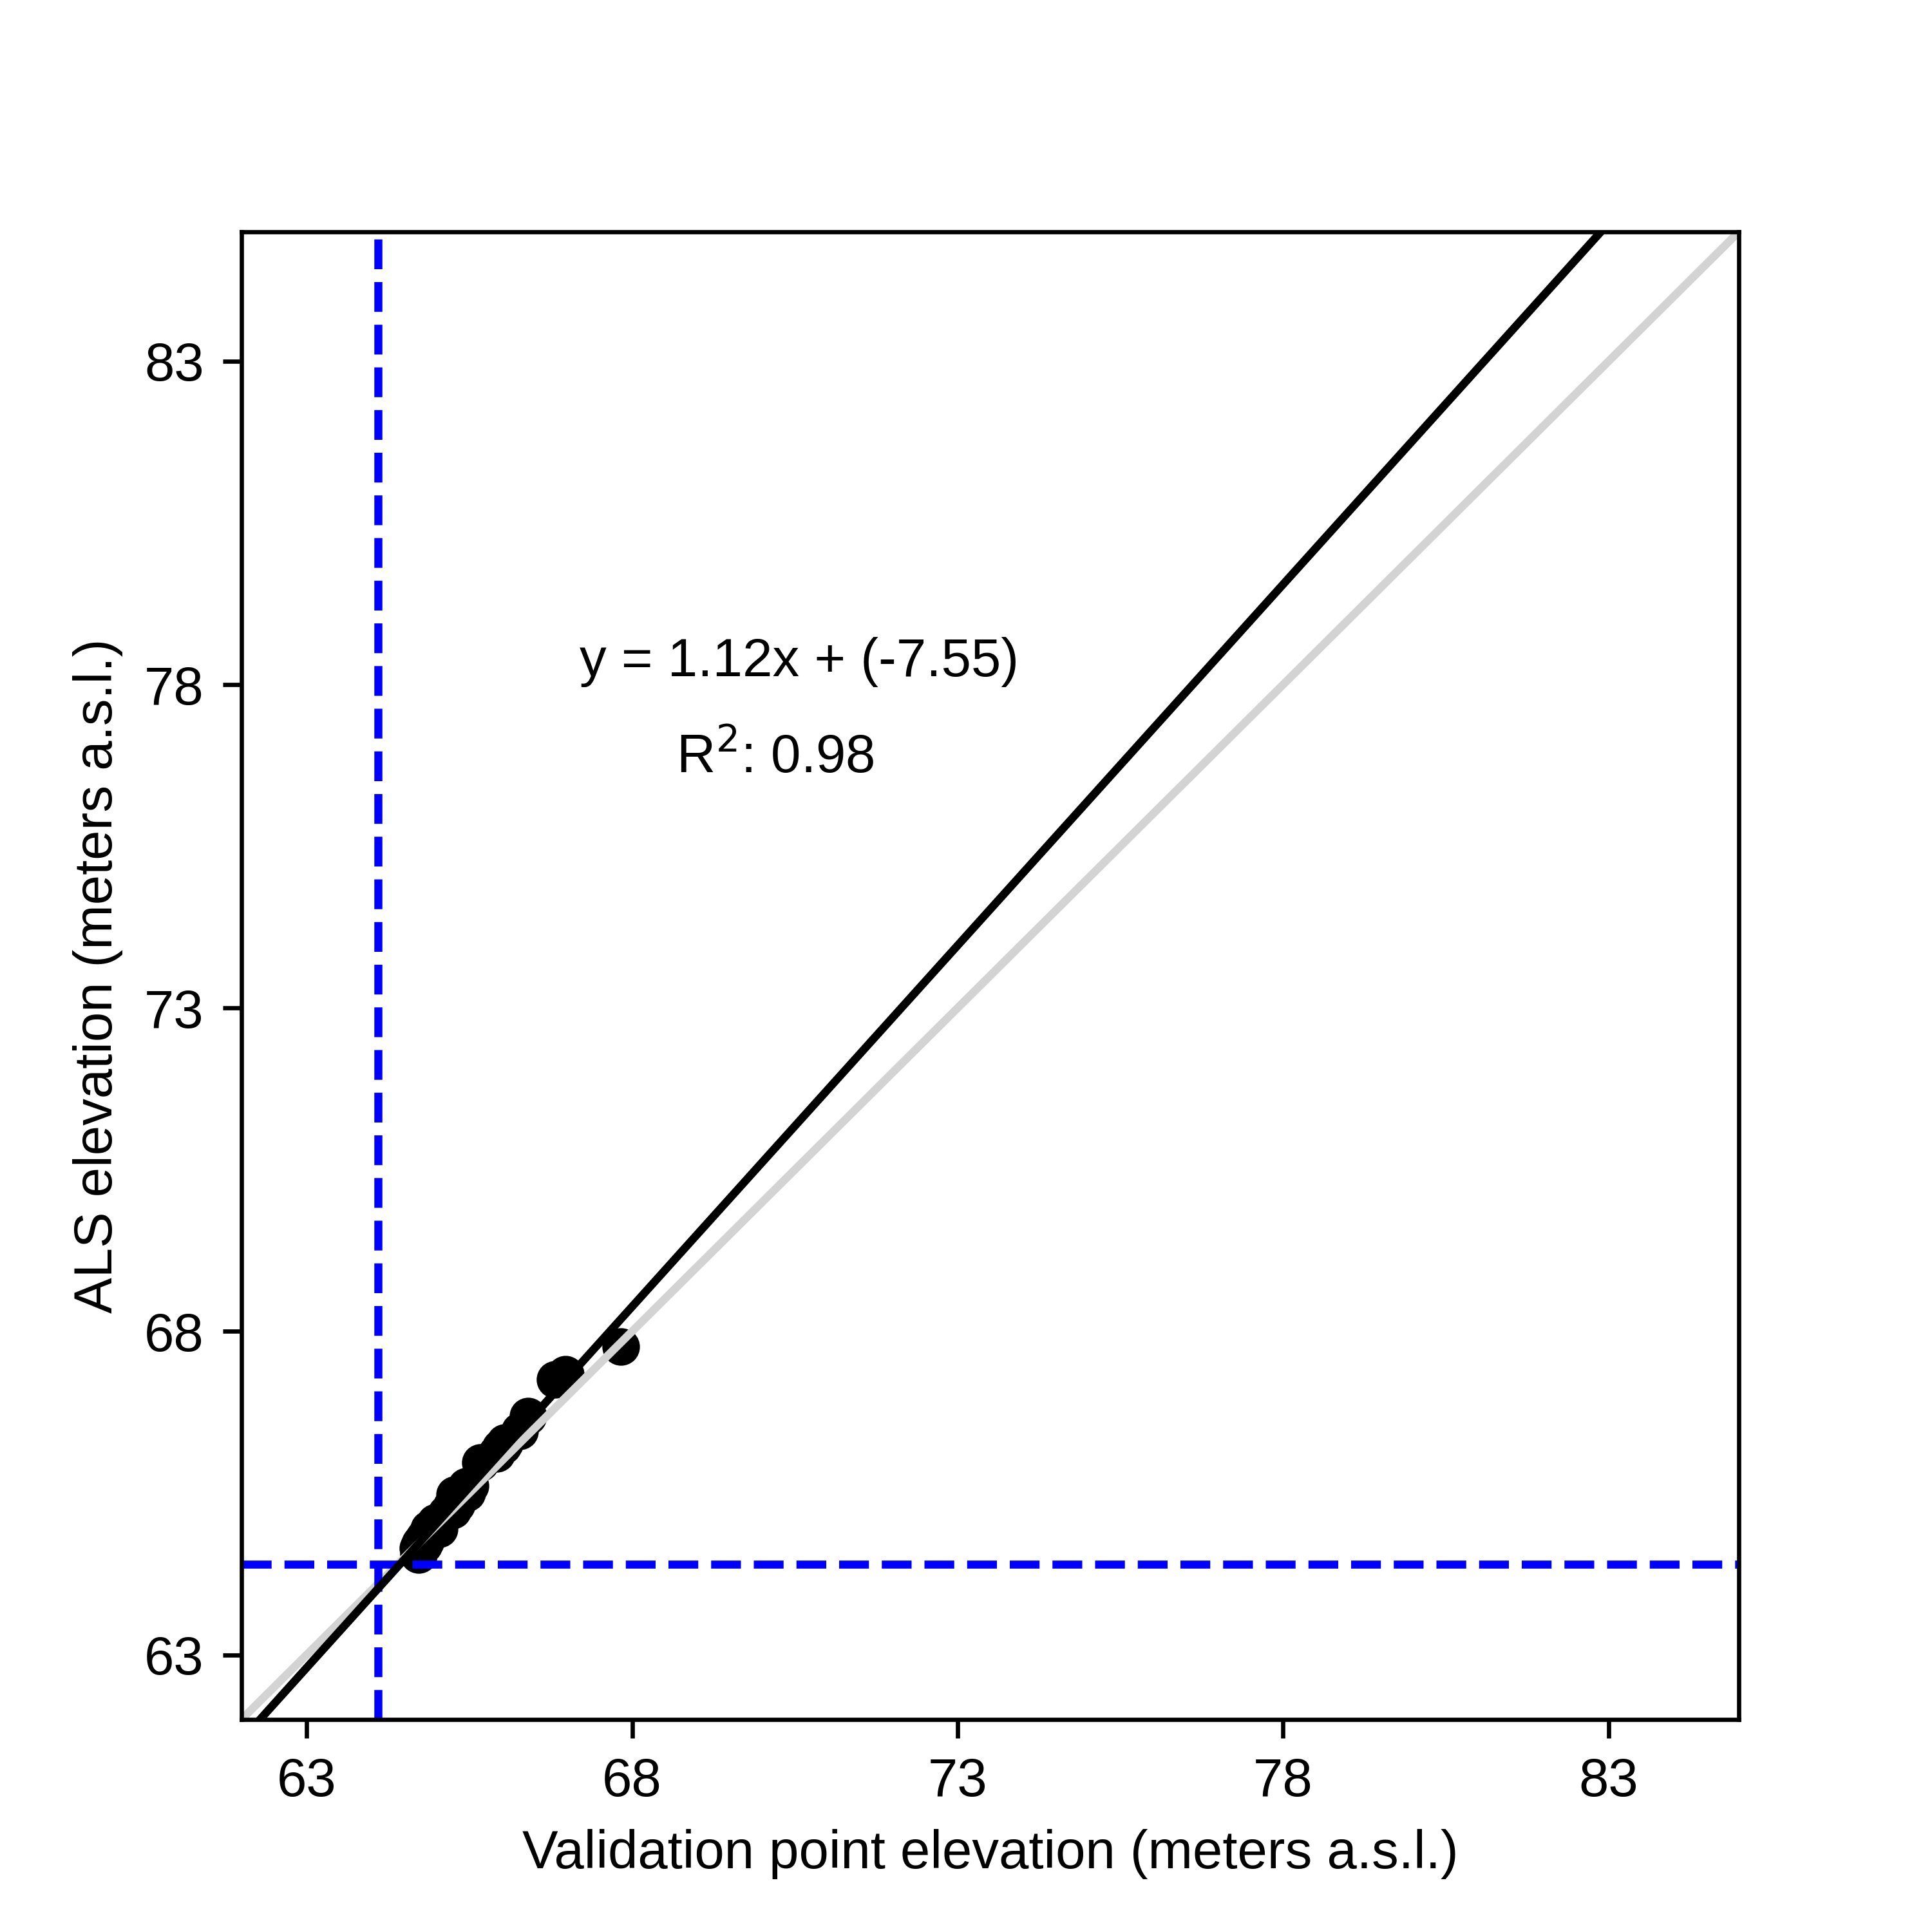 83
78
73
68
63
ALS elevation (meters a.s.l.)
y = 1.12x + (-7.55)
R²: 0.98
63 68 73 78 83
Validation point elevation (meters a.s.l.)